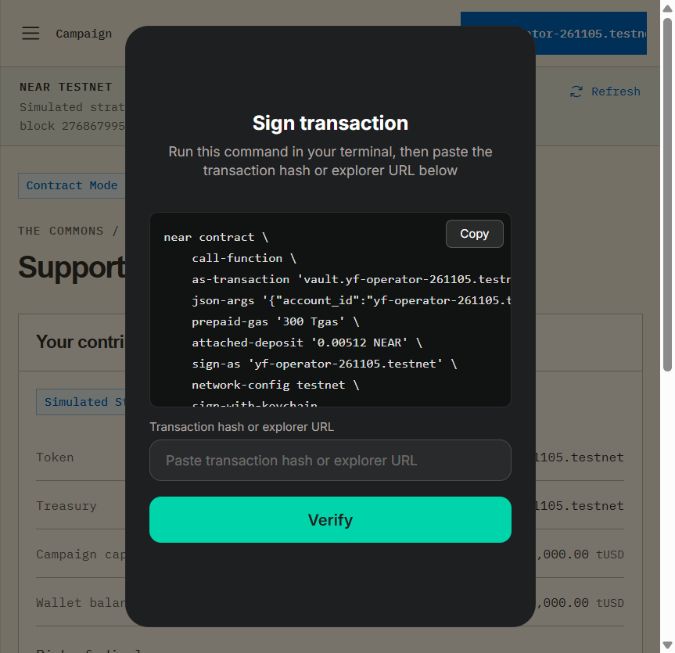 Campaign
tor-261105.testn
NEAR TESTNET
Simulated strat
block 276867995
Refresh
Contract Mode
THE COMMONS /
Support
Your contri
Simulated St
Token
1105.testnet
Treasury
1105.testnet
Campaign cap
,000.00 tUSD
Wallet balan
,000.00 tUSD
Sign transaction
Run this command in your terminal, then paste the
transaction hash or explorer URL below
Copy
near contract \
call-function \
as-transaction 'vault.yf-operator-261105.testn
json-args '{"account_id":"yf-operator-261105.t
prepaid-gas '300 Tgas' \
attached-deposit '0.00512 NEAR' \
sign-as 'yf-operator-261105.testnet' \
network-config testnet \
sign-with-keychain
Transaction hash or explorer URL
Paste transaction hash or explorer URL
Verify